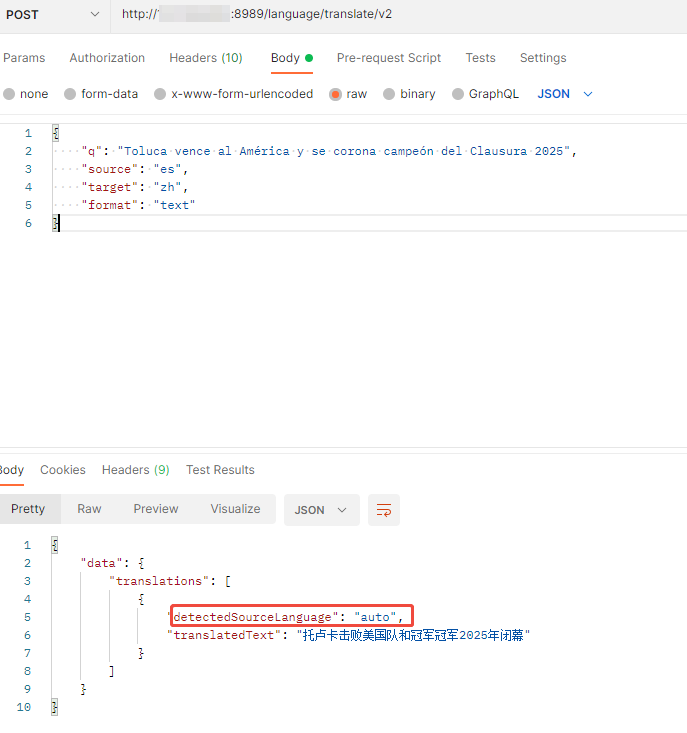 POST http:// :8989/language/translate/v2
Params Authorization Headers (10) Body Pre-request Script Tests Settings
none form-data x-www-form-urlencoded raw binary GraphQL JSON
1 {
2 "q": "Toluca vence al América y se corona campeón del Clausura 2025",
3 "source": "es",
4 "target": "zh",
5 "format": "text"
6 }
Body Cookies Headers (9) Test Results
Pretty Raw Preview Visualize JSON
1 {
2 "data": {
3 "translations": [
4 {
5 "detectedSourceLanguage": "auto",
6 "translatedText": "托卢卡击败美国队和冠军冠军2025年闭幕"
7 }
8 ]
9 }
10 }